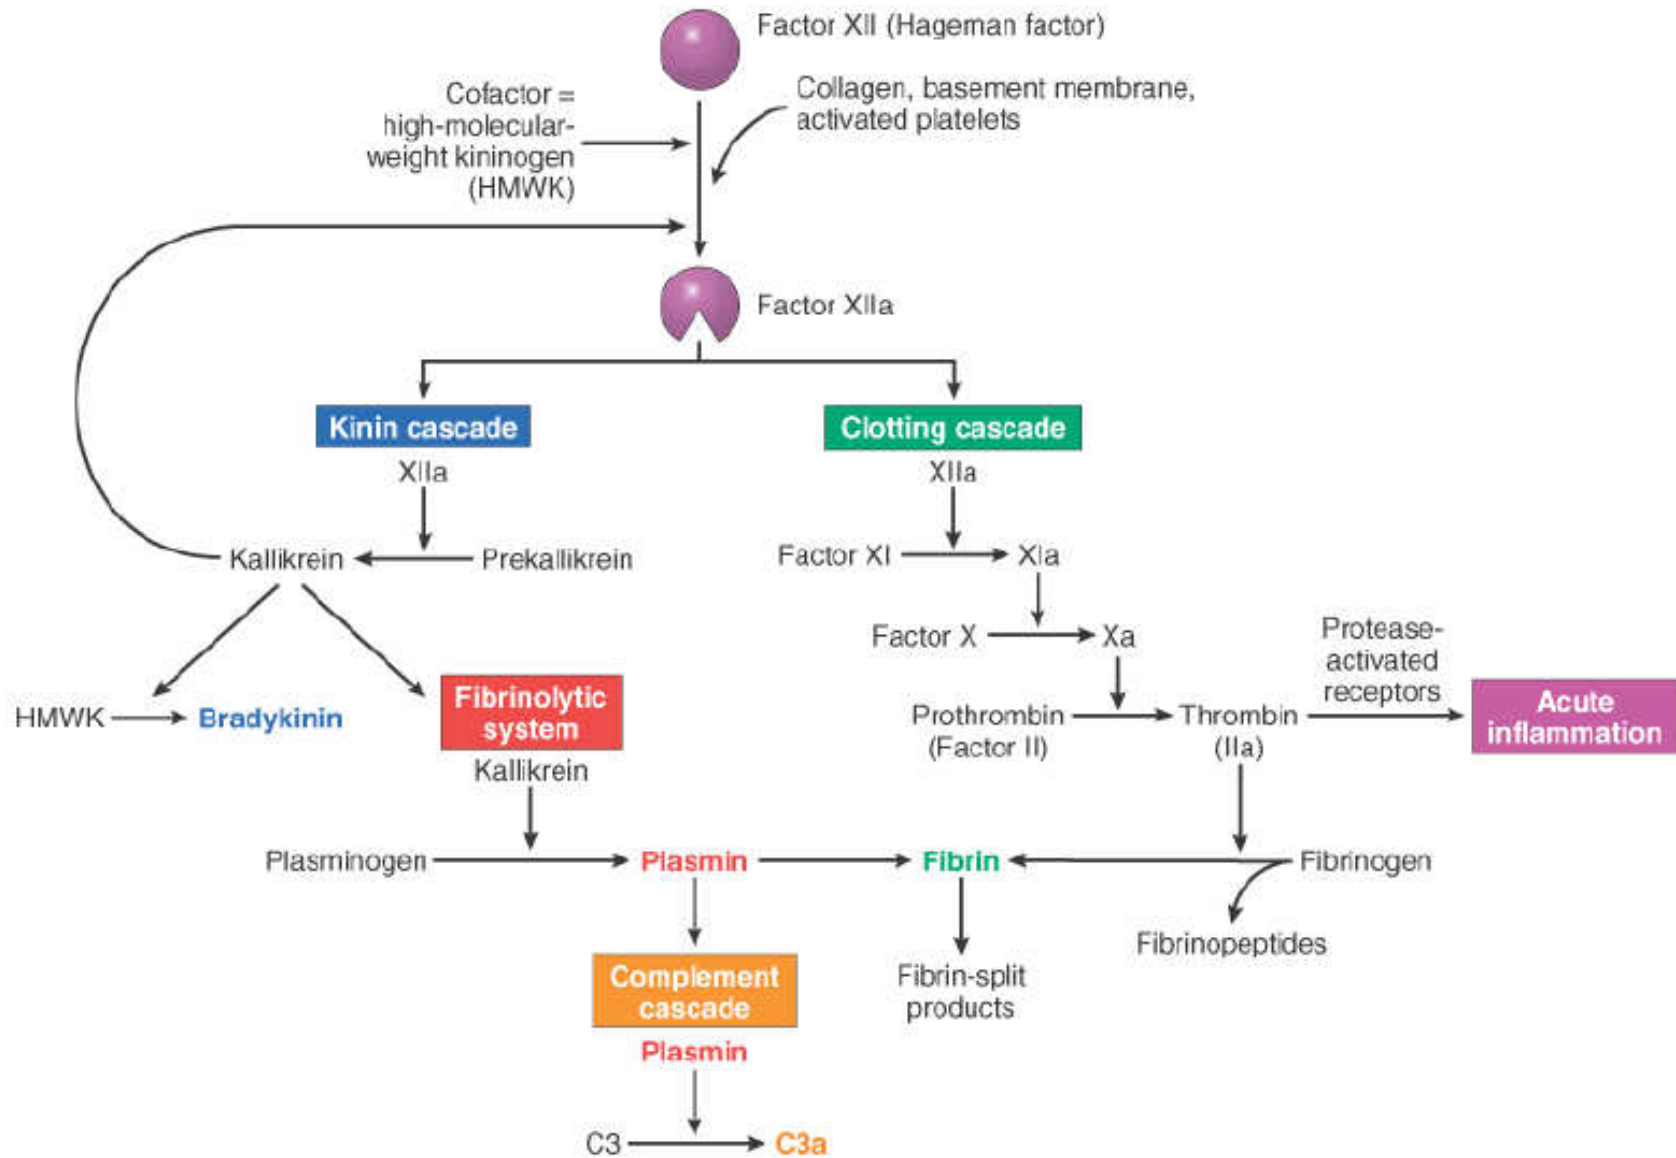 Factor XII (Hageman factor)
Cofactor =
high-molecular-
weight kininogen
(HMWK)
Collagen, basement membrane,
activated platelets
Factor XIIa
Kinin cascade
XIIa
Clotting cascade
XIIa
Kallikrein
Prekallikrein
Factor XI
XIa
Factor X
Xa
Protease-
activated
receptors
HMWK
Bradykinin
Fibrinolytic
system
Kallikrein
Prothrombin
(Factor II)
Thrombin
(IIa)
Acute
inflammation
Plasminogen
Plasmin
Fibrin
Fibrinogen
Fibrinopeptides
Complement
cascade
Fibrin-split
products
Plasmin
C3
C3a